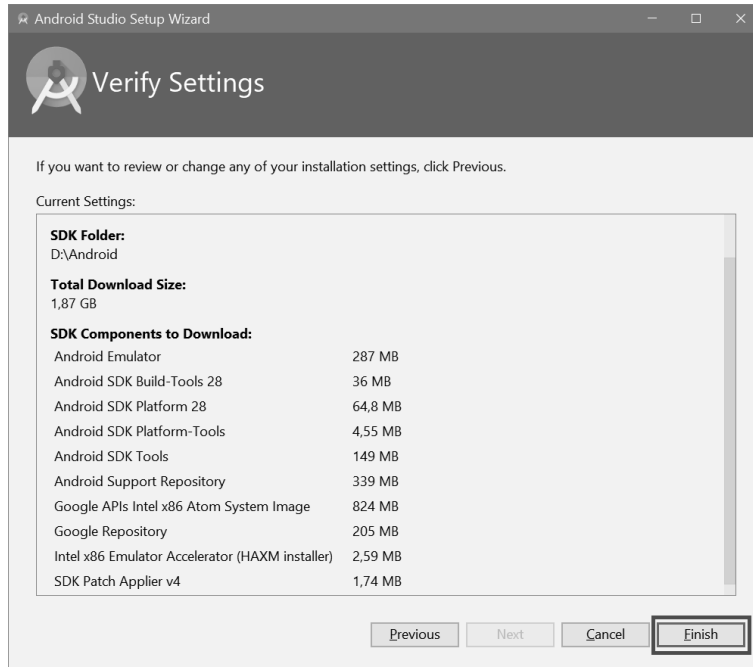 Android Studio Setup Wizard
Verify Settings
If you want to review or change any of your installation settings, click Previous.
Current Settings:
SDK Folder:
D:\Android
Total Download Size:
1,87 GB
SDK Components to Download:
Android Emulator 287 MB
Android SDK Build-Tools 28 36 MB
Android SDK Platform 28 64,8 MB
Android SDK Platform-Tools 4,55 MB
Android SDK Tools 149 MB
Android Support Repository 339 MB
Google APIs Intel x86 Atom System Image 824 MB
Google Repository 205 MB
Intel x86 Emulator Accelerator (HAXM installer) 2,59 MB
SDK Patch Applier v4 1,74 MB
Previous Next Cancel Finish